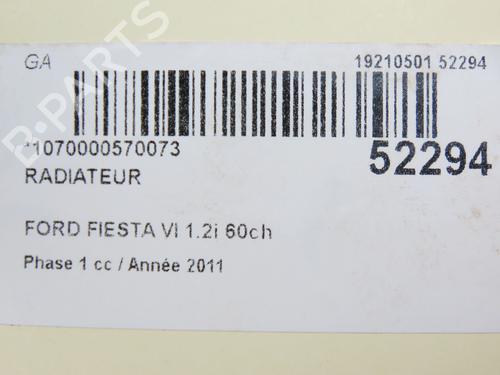 GA 19210501 52294
*1070000570073 52294
RADIATEUR
FORD FIESTA VI 1.2i 60ch
Phase 1 cc / Année 2011
B-PARTS